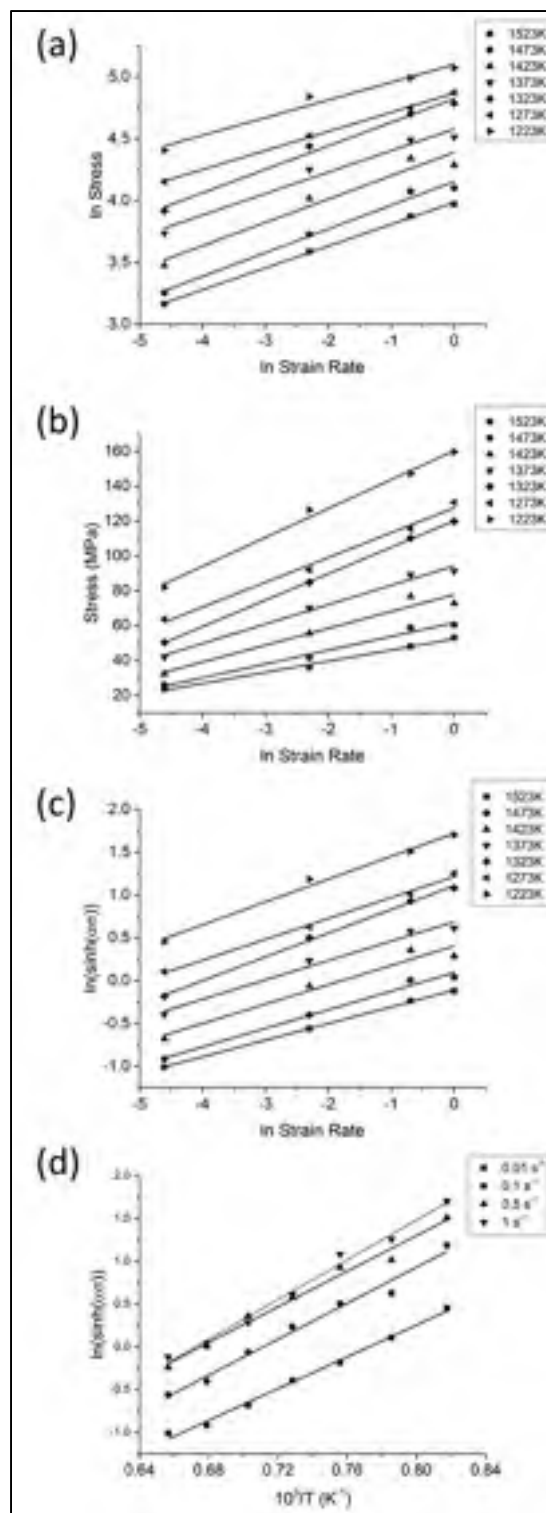 (a)
1523K
1473K
1423K
1373K
1323K
1273K
1223K
5.0
4.5
4.0
3.5
3.0
ln Stress
-5 -4 -3 -2 -1 0
ln Strain Rate
(b)
1523K
1473K
1423K
1373K
1323K
1273K
1223K
160
140
120
100
80
60
40
20
Stress (MPa)
-5 -4 -3 -2 -1 0
ln Strain Rate
(c)
1523K
1473K
1423K
1373K
1323K
1273K
1223K
2.0
1.5
1.0
0.5
0.0
-0.5
-1.0
ln(sinh(ασ))
-5 -4 -3 -2 -1 0
ln Strain Rate
(d)
0.01 s⁻¹
0.1 s⁻¹
0.5 s⁻¹
1 s⁻¹
2.0
1.5
1.0
0.5
0.0
-0.5
-1.0
ln(sinh(ασ))
0.64 0.68 0.72 0.76 0.80 0.84
10³/T (K⁻¹)